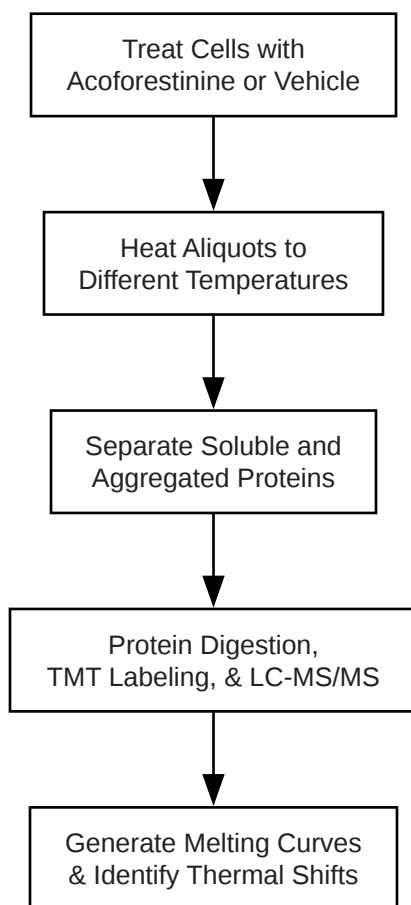 Treat Cells with
Acoforestinine or Vehicle
Heat Aliquots to
Different Temperatures
Separate Soluble and
Aggregated Proteins
Protein Digestion,
TMT Labeling, & LC-MS/MS
Generate Melting Curves
& Identify Thermal Shifts